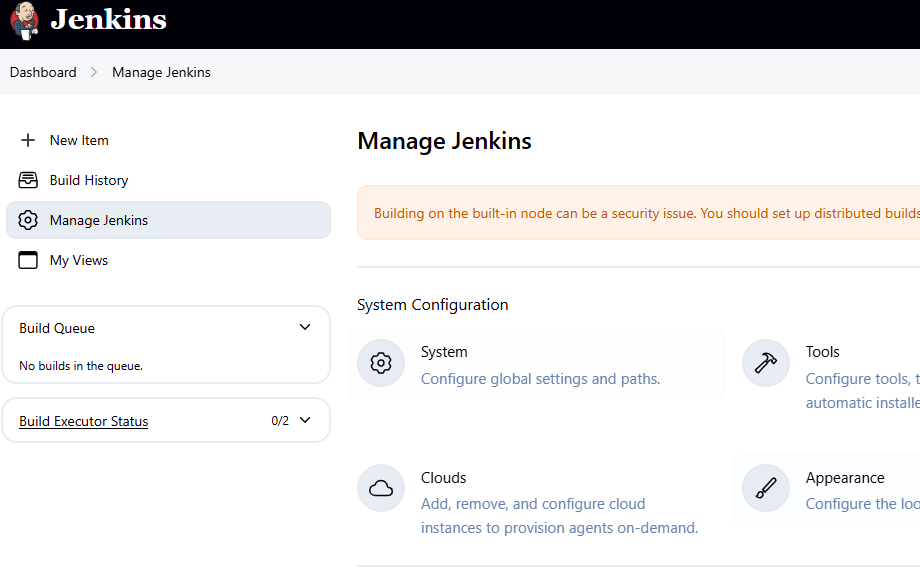 Jenkins
Dashboard > Manage Jenkins
New Item
Build History
Manage Jenkins
My Views
Build Queue
No builds in the queue.
Build Executor Status 0/2
Manage Jenkins
Building on the built-in node can be a security issue. You should set up distributed builds
System Configuration
System
Configure global settings and paths.
Tools
Configure tools, t
automatic installe
Clouds
Add, remove, and configure cloud
instances to provision agents on-demand.
Appearance
Configure the loo